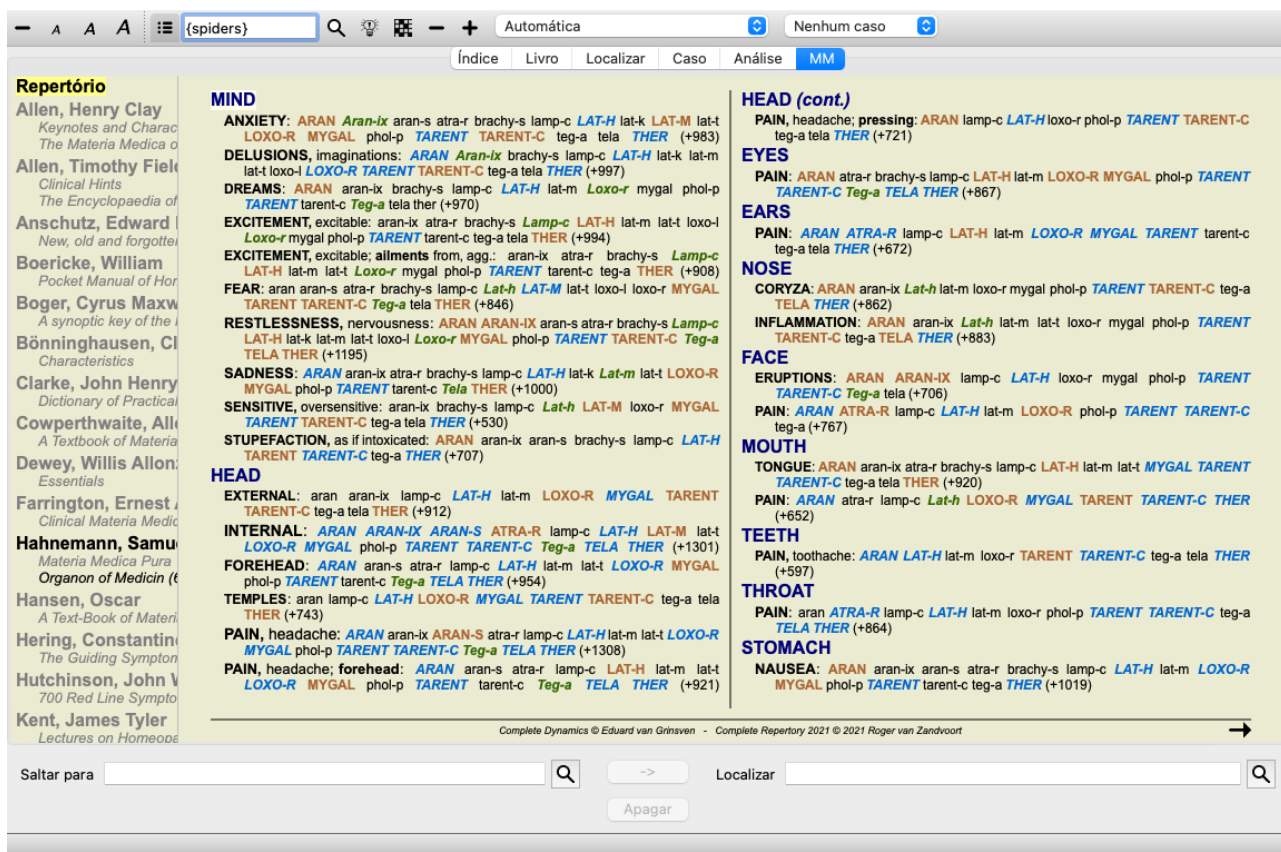 A A A {spiders} Automática Nenhum caso
Índice Livro Localizar Caso Análise MM
Repertório
Allen, Henry Clay
Keynotes and Charac
The Materia Medica o
Allen, Timothy Field
Clinical Hints
The Encyclopaedia of
Anschutz, Edward
New, old and forgotte
Boericke, William
Pocket Manual of Hor
Boger, Cyrus Maxw
A synoptic key of the
Bönninghausen, Cl
Characteristics
Clarke, John Henry
Dictionary of Practical
Cowperthwaite, All
A Textbook of Materia
Dewey, Willis Allon
Essentials
Farrington, Ernest
Clinical Materia Medic
Hahnemann, Samu
Materia Medica Pura
Organon of Medicin (6
Hansen, Oscar
A Text-Book of Materi
Hering, Constantin
The Guiding Sympton
Hutchinson, John
700 Red Line Sympto
Kent, James Tyler
Lectures on Homeopa
MIND
ANXIETY: ARAN Aran-ix aran-s atra-r brachy-s lamp-c LAT-H lat-k LAT-M lat-t
LOXO-R MYGAL phol-p TARENT TARENT-C teg-a tela THER (+983)
DELUSIONS, imaginations: ARAN Aran-ix brachy-s lamp-c LAT-H lat-k lat-m
lat-t loxo-l LOXO-R TARENT TARENT-C teg-a tela THER (+997)
DREAMS: ARAN aran-ix brachy-s lamp-c LAT-H lat-m Loxo-r mygal phol-p
TARENT tarent-c Teg-a tela ther (+970)
EXCITEMENT, excitable: aran-ix atra-r brachy-s Lamp-c LAT-H lat-m lat-t loxo-l
Loxo-r mygal phol-p TARENT tarent-c teg-a tela THER (+994)
EXCITEMENT, excitable; ailments from, agg.: aran-ix atra-r brachy-s Lamp-c
LAT-H lat-m lat-t Loxo-r mygal phol-p TARENT tarent-c teg-a THER (+908)
FEAR: aran aran-s atra-r brachy-s lamp-c Lat-h LAT-M lat-t loxo-l loxo-r MYGAL
TARENT TARENT-C Teg-a tela THER (+846)
RESTLESSNESS, nervousness: ARAN ARAN-IX aran-s atra-r brachy-s Lamp-c
LAT-H lat-k lat-m lat-t loxo-l Loxo-r MYGAL phol-p TARENT TARENT-C Teg-a
TELA THER (+1195)
SADNESS: ARAN aran-ix atra-r brachy-s lamp-c LAT-H lat-k Lat-m lat-t LOXO-R
MYGAL phol-p TARENT tarent-c Tela THER (+1000)
SENSITIVE, oversensitive: aran-ix brachy-s lamp-c Lat-h LAT-M loxo-r MYGAL
TARENT TARENT-C teg-a tela THER (+530)
STUPEFACTION, as if intoxicated: ARAN aran-ix aran-s brachy-s lamp-c LAT-H
TARENT TARENT-C teg-a THER (+707)
HEAD
EXTERNAL: aran aran-ix lamp-c LAT-H lat-m LOXO-R MYGAL TARENT
TARENT-C teg-a tela THER (+912)
INTERNAL: ARAN ARAN-IX ARAN-S ATRA-R lamp-c LAT-H LAT-M lat-t
LOXO-R MYGAL phol-p TARENT TARENT-C Teg-a TELA THER (+1301)
FOREHEAD: ARAN aran-s atra-r lamp-c LAT-H lat-m lat-t LOXO-R MYGAL
phol-p TARENT tarent-c Teg-a TELA THER (+954)
TEMPLES: aran lamp-c LAT-H LOXO-R MYGAL TARENT TARENT-C teg-a tela
THER (+743)
PAIN, headache: ARAN aran-ix ARAN-S atra-r lamp-c LAT-H lat-m lat-t LOXO-R
MYGAL phol-p TARENT TARENT-C Teg-a TELA THER (+1308)
PAIN, headache; forehead: ARAN aran-s atra-r lamp-c LAT-H lat-m lat-t
LOXO-R MYGAL phol-p TARENT tarent-c Teg-a TELA THER (+921)
HEAD (cont.)
PAIN, headache; pressing: ARAN lamp-c LAT-H loxo-r phol-p TARENT TARENT-C
teg-a tela THER (+721)
EYES
PAIN: ARAN atra-r brachy-s lamp-c LAT-H lat-m LOXO-R MYGAL phol-p TARENT
TARENT-C Teg-a TELA THER (+867)
EARS
PAIN: ARAN ATRA-R lamp-c LAT-H lat-m LOXO-R MYGAL TARENT tarent-c
teg-a tela THER (+672)
NOSE
CORYZA: ARAN aran-ix Lat-h lat-m loxo-r mygal phol-p TARENT TARENT-C teg-a
TELA THER (+862)
INFLAMMATION: ARAN aran-ix Lat-h lat-m lat-t loxo-r mygal phol-p TARENT
TARENT-C teg-a TELA THER (+883)
FACE
ERUPTIONS: ARAN ARAN-IX lamp-c LAT-H loxo-r mygal phol-p TARENT
TARENT-C Teg-a tela (+706)
PAIN: ARAN ATRA-R lamp-c LAT-H lat-m LOXO-R phol-p TARENT TARENT-C
teg-a (+767)
MOUTH
TONGUE: ARAN aran-ix atra-r brachy-s lamp-c LAT-H lat-m lat-t MYGAL TARENT
TARENT-C teg-a tela THER (+920)
PAIN: ARAN atra-r lamp-c Lat-h LOXO-R MYGAL TARENT TARENT-C THER
(+652)
TEETH
PAIN, toothache: ARAN LAT-H lat-m loxo-r TARENT TARENT-C teg-a tela THER
(+597)
THROAT
PAIN: aran ATRA-R lamp-c LAT-H lat-m loxo-r phol-p TARENT TARENT-C teg-a
TELA THER (+864)
STOMACH
NAUSEA: ARAN aran-ix aran-s atra-r brachy-s lamp-c LAT-H lat-m LOXO-R
MYGAL phol-p TARENT tarent-c teg-a THER (+1019)
Complete Dynamics © Eduard van Grinsven - Complete Repertory 2021 © 2021 Roger van Zandvoort
Saltar para -> Localizar
Apagar